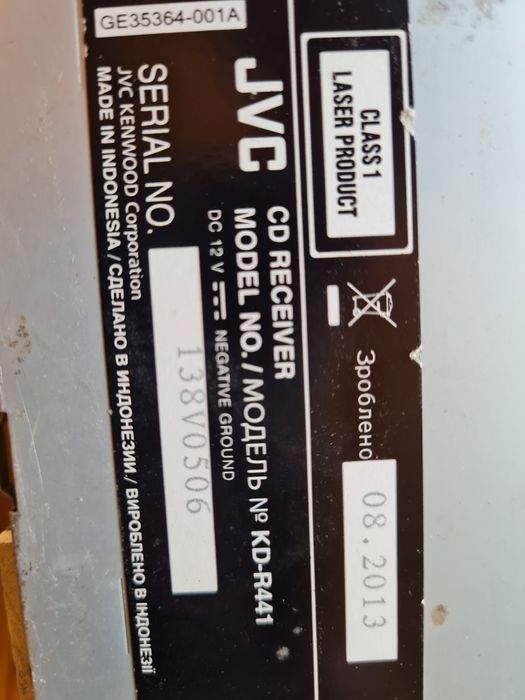 CLASS 1
LASER PRODUCT
Зроблено 08.2013
JVC
CD RECEIVER
MODEL NO./МОДЕЛЬ № KD-R441
DC 12 V ⎓ NEGATIVE GROUND
SERIAL NO. 138V0506
JVC KENWOOD Corporation
MADE IN INDONESIA / СДЕЛАНО В ИНДОНЕЗИИ / ВИРОБЛЕНО В ІНДОНЕЗІЇ
GE35364-001A